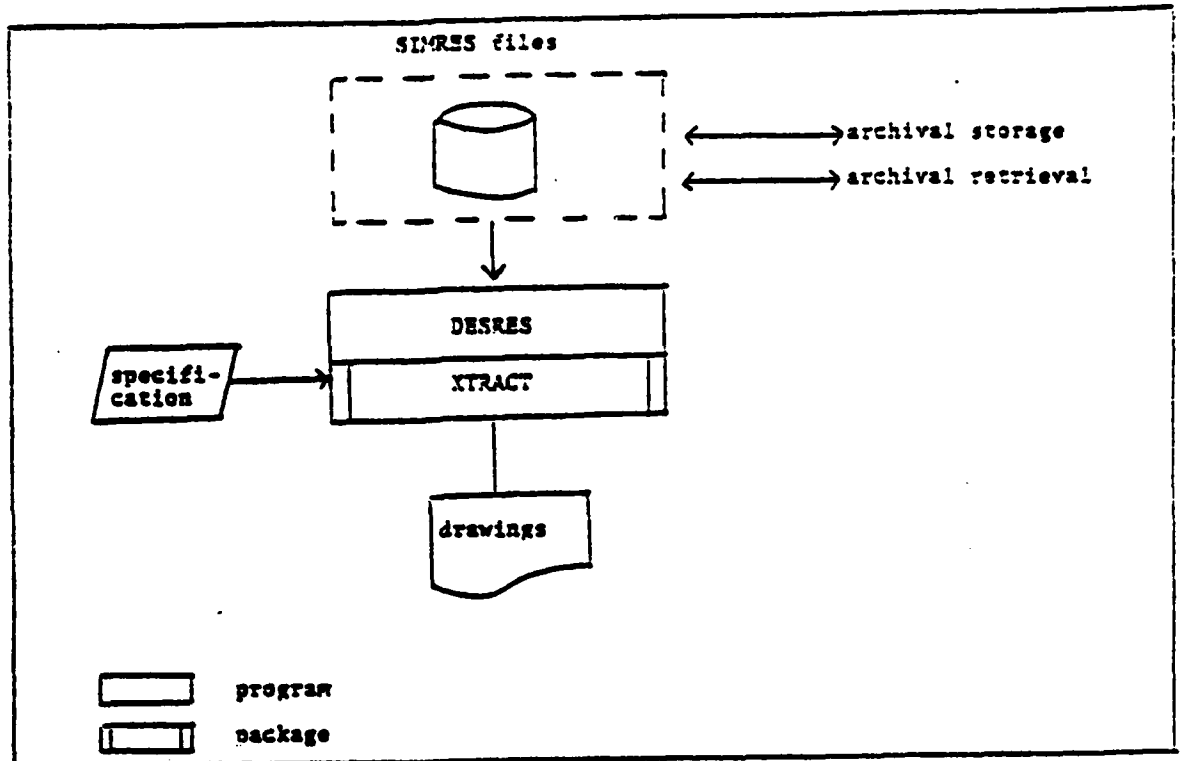 SIMRES files
archival storage
archival retrieval
DESRES
specifi-
cation
XTRACT
drawings
program
package